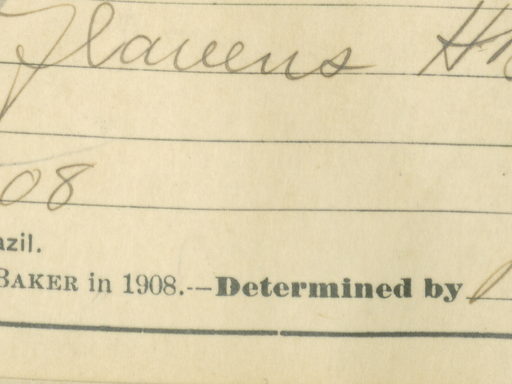 flavens
08
azil.
BAKER in 1908.--Determined by